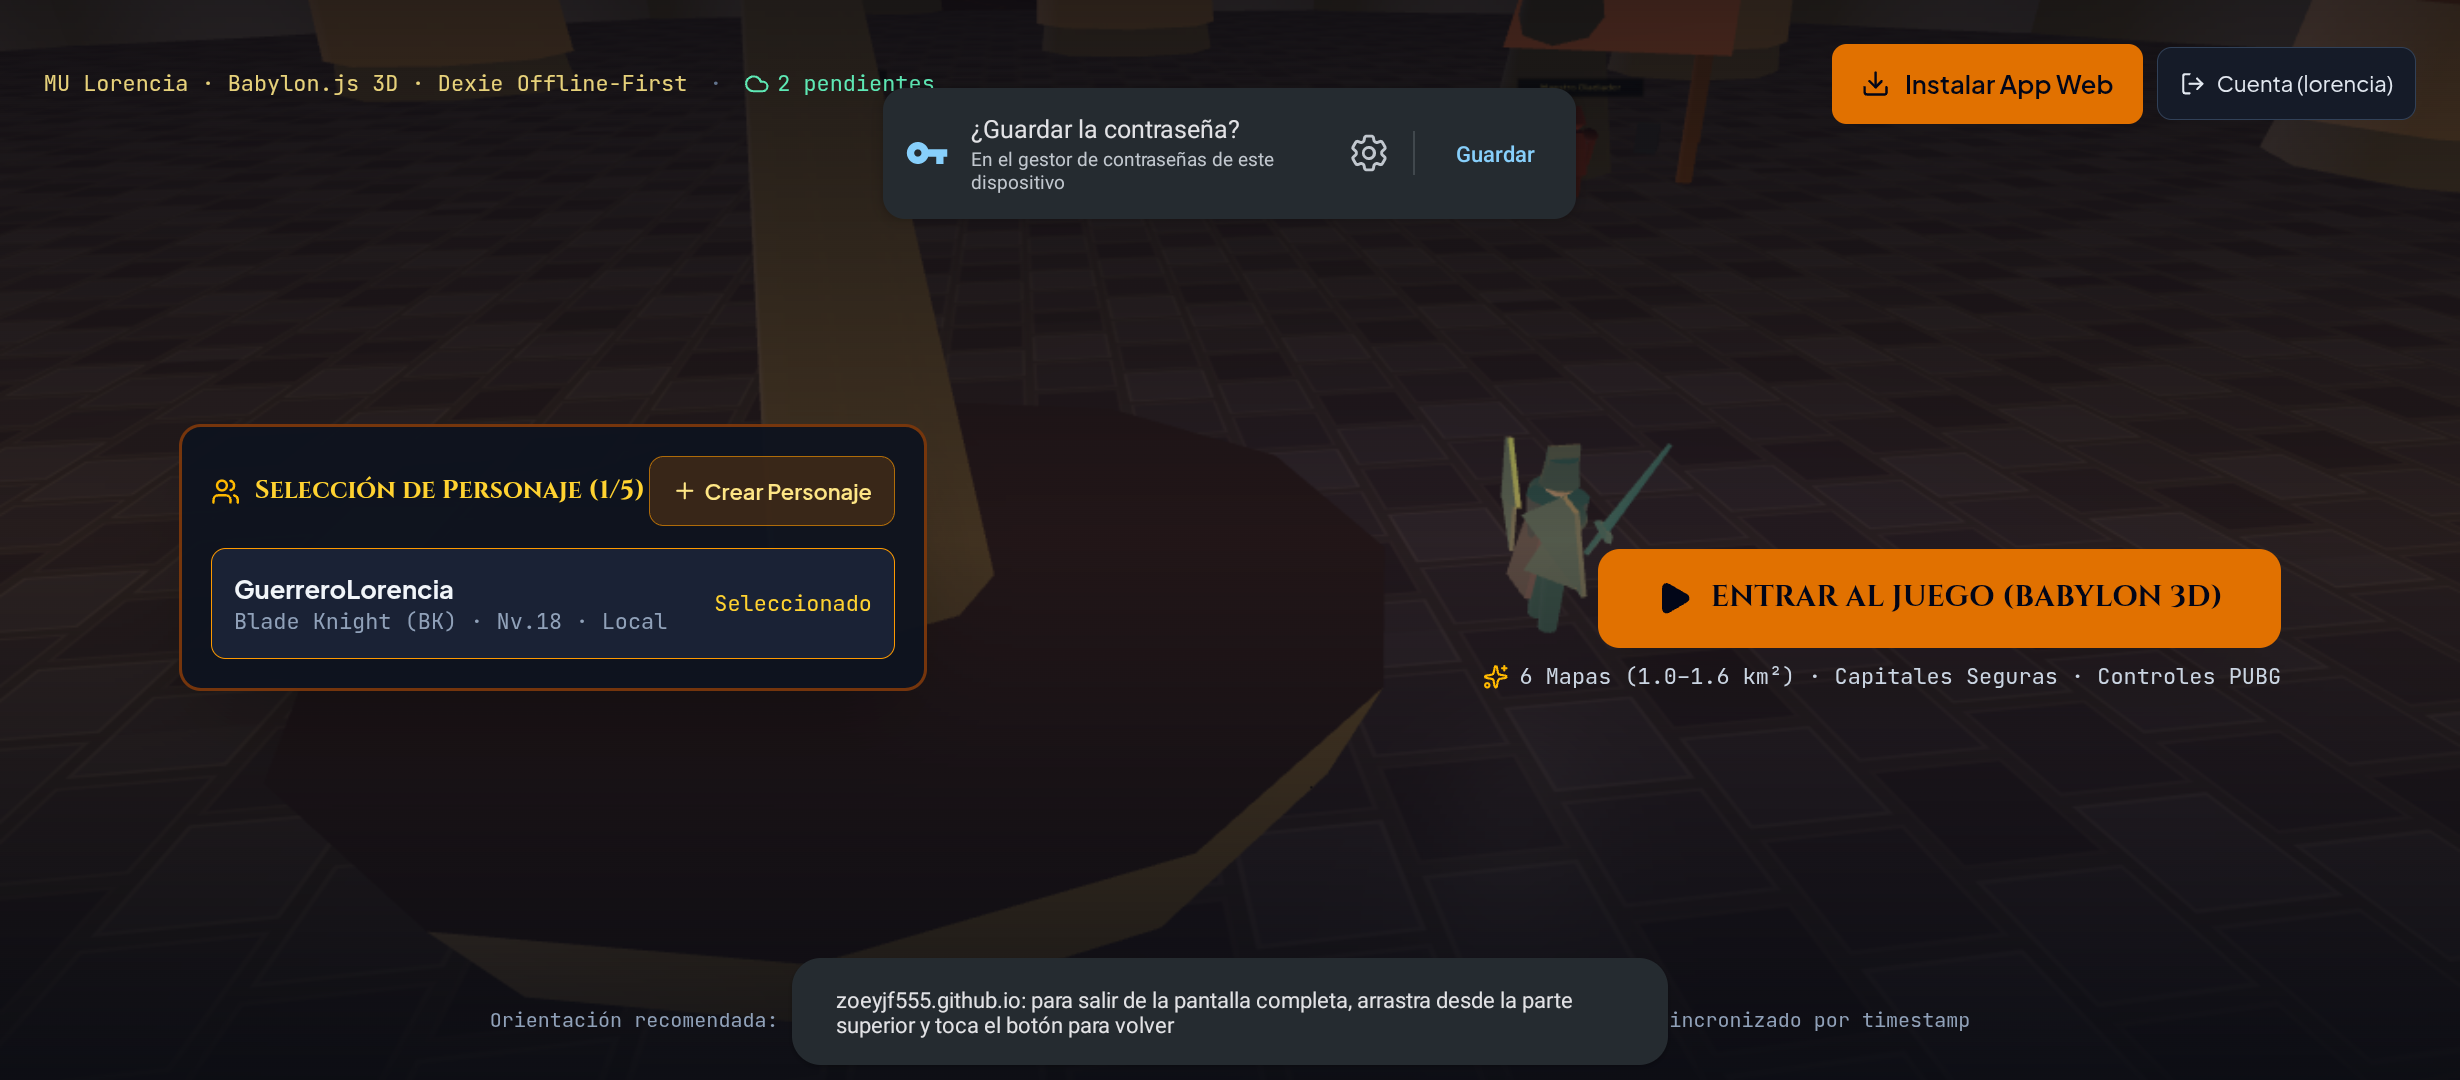 MU Lorencia · Babylon.js 3D · Dexie Offline-First · 2 pendientes
¿Guardar la contraseña?
En el gestor de contraseñas de este
dispositivo
Guardar
Instalar App Web
Cuenta (lorencia)
Selección de Personaje (1/5)
+ Crear Personaje
GuerreroLorencia
Blade Knight (BK) · Nv.18 · Local
Seleccionado
ENTRAR AL JUEGO (BABYLON 3D)
6 Mapas (1.0–1.6 km²) · Capitales Seguras · Controles PUBG
Orientación recomendada:
zoeyjf555.github.io: para salir de la pantalla completa, arrastra desde la parte
superior y toca el botón para volver
incronizado por timestamp